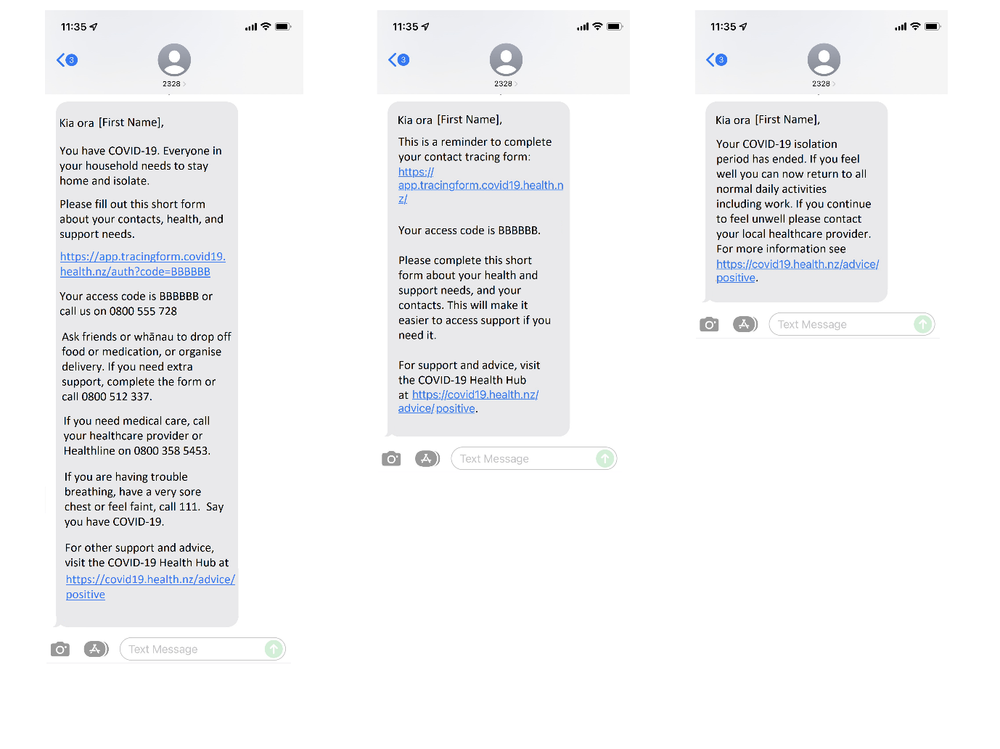 11:35
3
2328
Kia ora [First Name],
You have COVID-19. Everyone in
your household needs to stay
home and isolate.
Please fill out this short form
about your contacts, health, and
support needs.
https://app.tracingform.covid19.
health.nz/auth?code=BBBBBB
Your access code is BBBBBB or
call us on 0800 555 728
Ask friends or whānau to drop off
food or medication, or organise
delivery. If you need extra
support, complete the form or
call 0800 512 337.
If you need medical care, call
your healthcare provider or
Healthline on 0800 358 5453.
If you are having trouble
breathing, have a very sore
chest or feel faint, call 111.  Say
you have COVID-19.
For other support and advice,
visit the COVID-19 Health Hub at
https://covid19.health.nz/advice/
positive
Text Message
11:35
3
2328
Kia ora [First Name],
This is a reminder to complete
your contact tracing form:
https://
app.tracingform.covid19.health.n
z/
Your access code is BBBBBB.
Please complete this short
form about your health and
support needs, and your
contacts. This will make it
easier to access support if you
need it.
For support and advice, visit
the COVID-19 Health Hub
at https://covid19.health.nz/
advice/positive.
Text Message
11:35
3
2328
Kia ora [First Name],
Your COVID-19 isolation
period has ended. If you feel
well you can now return to all
normal daily activities
including work. If you continue
to feel unwell please contact
your local healthcare provider.
For more information see
https://covid19.health.nz/advice/
positive.
Text Message